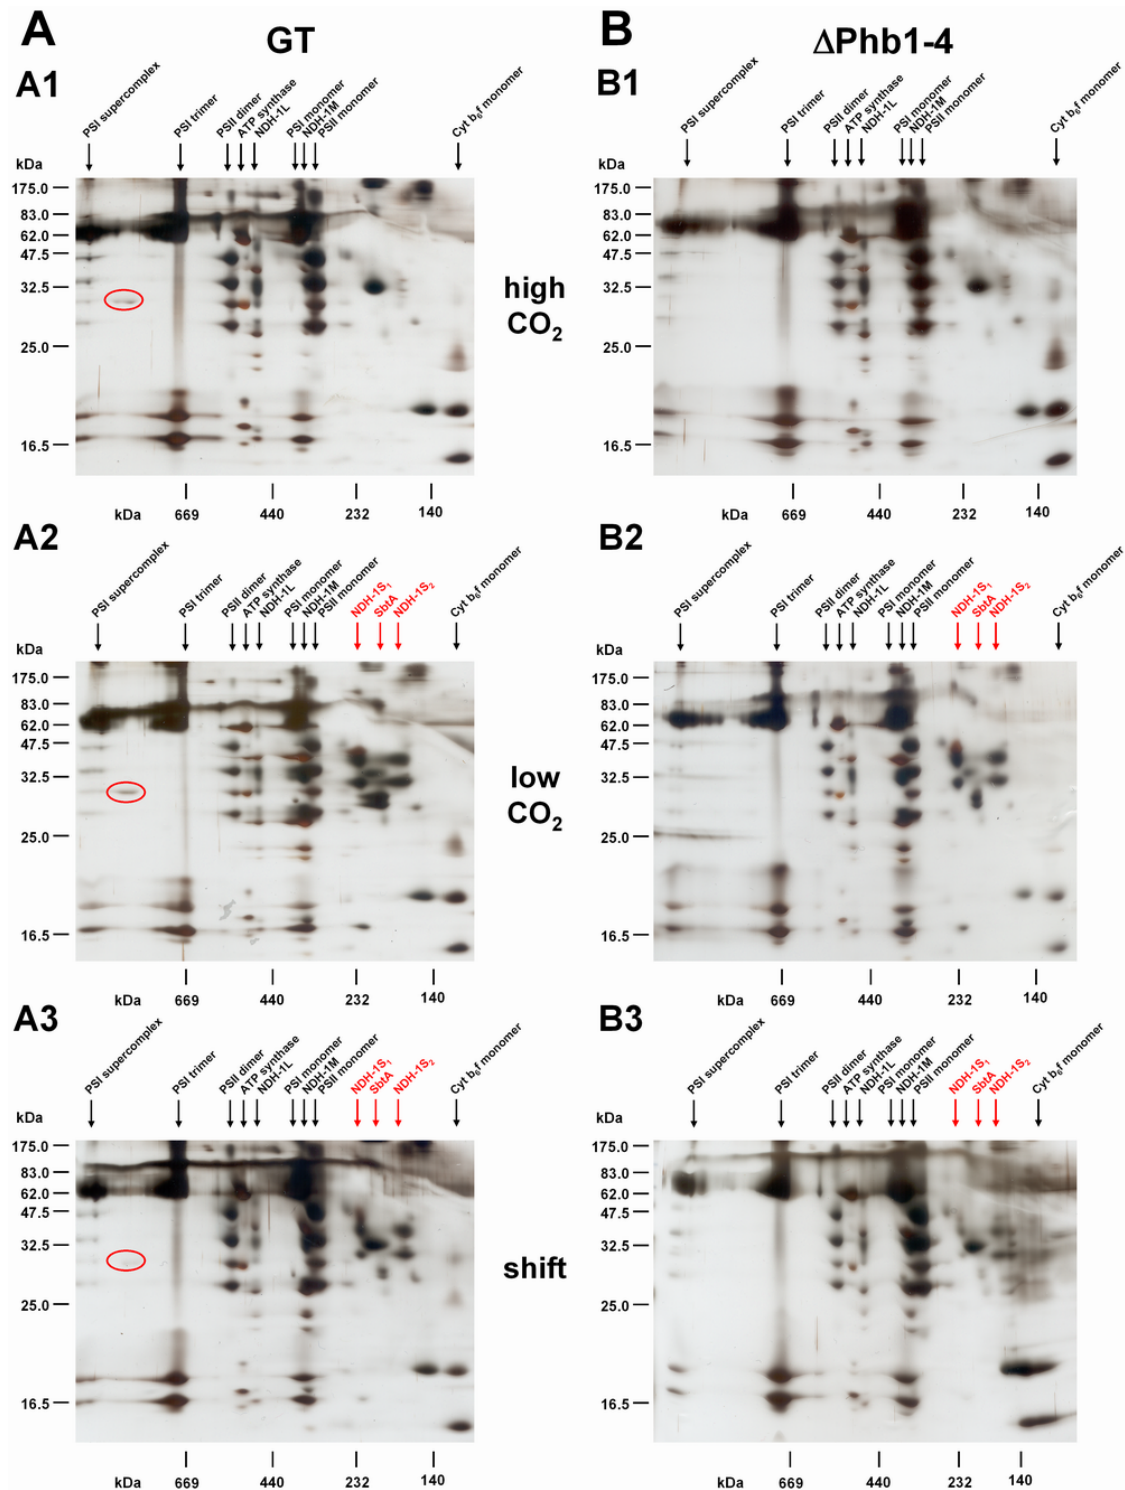 A
GT
B
ΔPhb1-4
A1
PSI supercomplex
PSI trimer
PSII dimer
ATP synthase
NDH-1L
PSI monomer
NDH-1M
PSII monomer
Cyt b6f monomer
kDa
175.0
83.0
62.0
47.5
32.5
25.0
16.5
kDa
669
440
232
140
high
CO2
B1
PSI supercomplex
PSI trimer
PSII dimer
ATP synthase
NDH-1L
PSI monomer
NDH-1M
PSII monomer
Cyt b6f monomer
kDa
175.0
83.0
62.0
47.5
32.5
25.0
16.5
kDa
669
440
232
140
A2
PSI supercomplex
PSI trimer
PSII dimer
ATP synthase
NDH-1L
PSI monomer
NDH-1M
PSII monomer
NDH-1S1
SbtA
NDH-1S2
Cyt b6f monomer
kDa
175.0
83.0
62.0
47.5
32.5
25.0
16.5
kDa
669
440
232
140
low
CO2
B2
PSI supercomplex
PSI trimer
PSII dimer
ATP synthase
NDH-1L
PSI monomer
NDH-1M
PSII monomer
NDH-1S1
SbtA
NDH-1S2
Cyt b6f monomer
kDa
175.0
83.0
62.0
47.5
32.5
25.0
16.5
kDa
669
440
232
140
A3
PSI supercomplex
PSI trimer
PSII dimer
ATP synthase
NDH-1L
PSI monomer
NDH-1M
PSII monomer
NDH-1S1
SbtA
NDH-1S2
Cyt b6f monomer
kDa
175.0
83.0
62.0
47.5
32.5
25.0
16.5
kDa
669
440
232
140
shift
B3
PSI supercomplex
PSI trimer
PSII dimer
ATP synthase
NDH-1L
PSI monomer
NDH-1M
PSII monomer
NDH-1S1
SbtA
NDH-1S2
Cyt b6f monomer
kDa
175.0
83.0
62.0
47.5
32.5
25.0
16.5
kDa
669
440
232
140